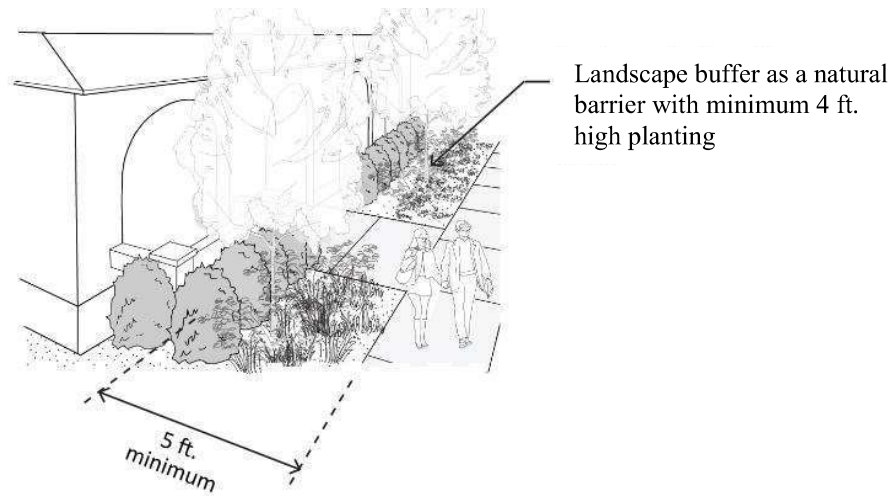 Landscape buffer as a natural
barrier with minimum 4 ft.
high planting
5 ft.
minimum